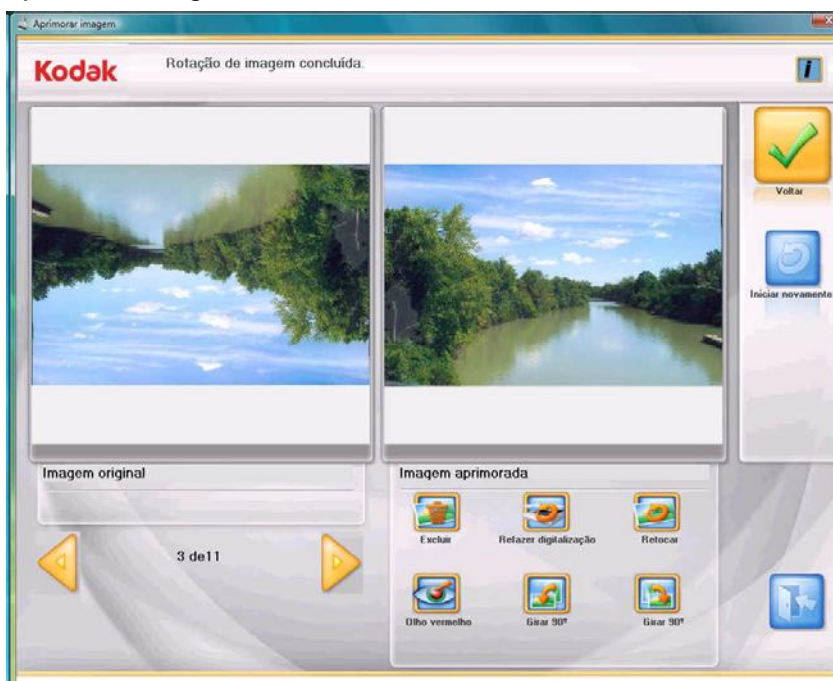 Aprimorar imagem
Kodak
Rotação de imagem concluída.
i
Voltar
Iniciar novamente
Imagem original
Imagem aprimorada
Excluir
Refazer digitalização
Retocar
3 de11
Olho vermelho
Girar 90º
Girar 90º